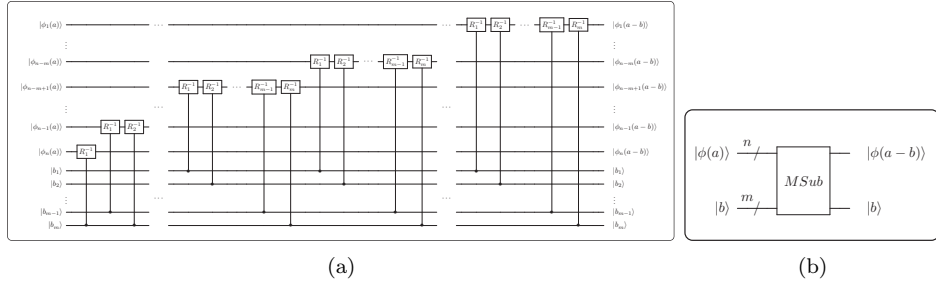 |ϕ₁(a)⟩ R₁⁻¹ R₂⁻¹ ⋯ R₍m−1₎⁻¹ Rₘ⁻¹ |ϕ₁(a − b)⟩
⋮ ⋯ ⋮
|ϕₙ₋ₘ(a)⟩ R₁⁻¹ R₂⁻¹ ⋯ Rₘ₋₁⁻¹ Rₘ⁻¹ |ϕₙ₋ₘ(a − b)⟩
|ϕₙ₋ₘ₊₁(a)⟩ R₁⁻¹ R₂⁻¹ ⋯ Rₘ₋₁⁻¹ Rₘ⁻¹ |ϕₙ₋ₘ₊₁(a − b)⟩
⋮ ⋯ ⋯ ⋮
|ϕₙ₋₁(a)⟩ R₁⁻¹ R₂⁻¹ |ϕₙ₋₁(a − b)⟩
|ϕₙ(a)⟩ R₁⁻¹ |ϕₙ(a − b)⟩
|b₁⟩ |b₁⟩
|b₂⟩ |b₂⟩
⋮ ⋯ ⋯ ⋮
|bₘ₋₁⟩ |bₘ₋₁⟩
|bₘ⟩ |bₘ⟩
(a)
|ϕ(a)⟩ n |ϕ(a − b)⟩
MSub
|b⟩ m |b⟩
(b)